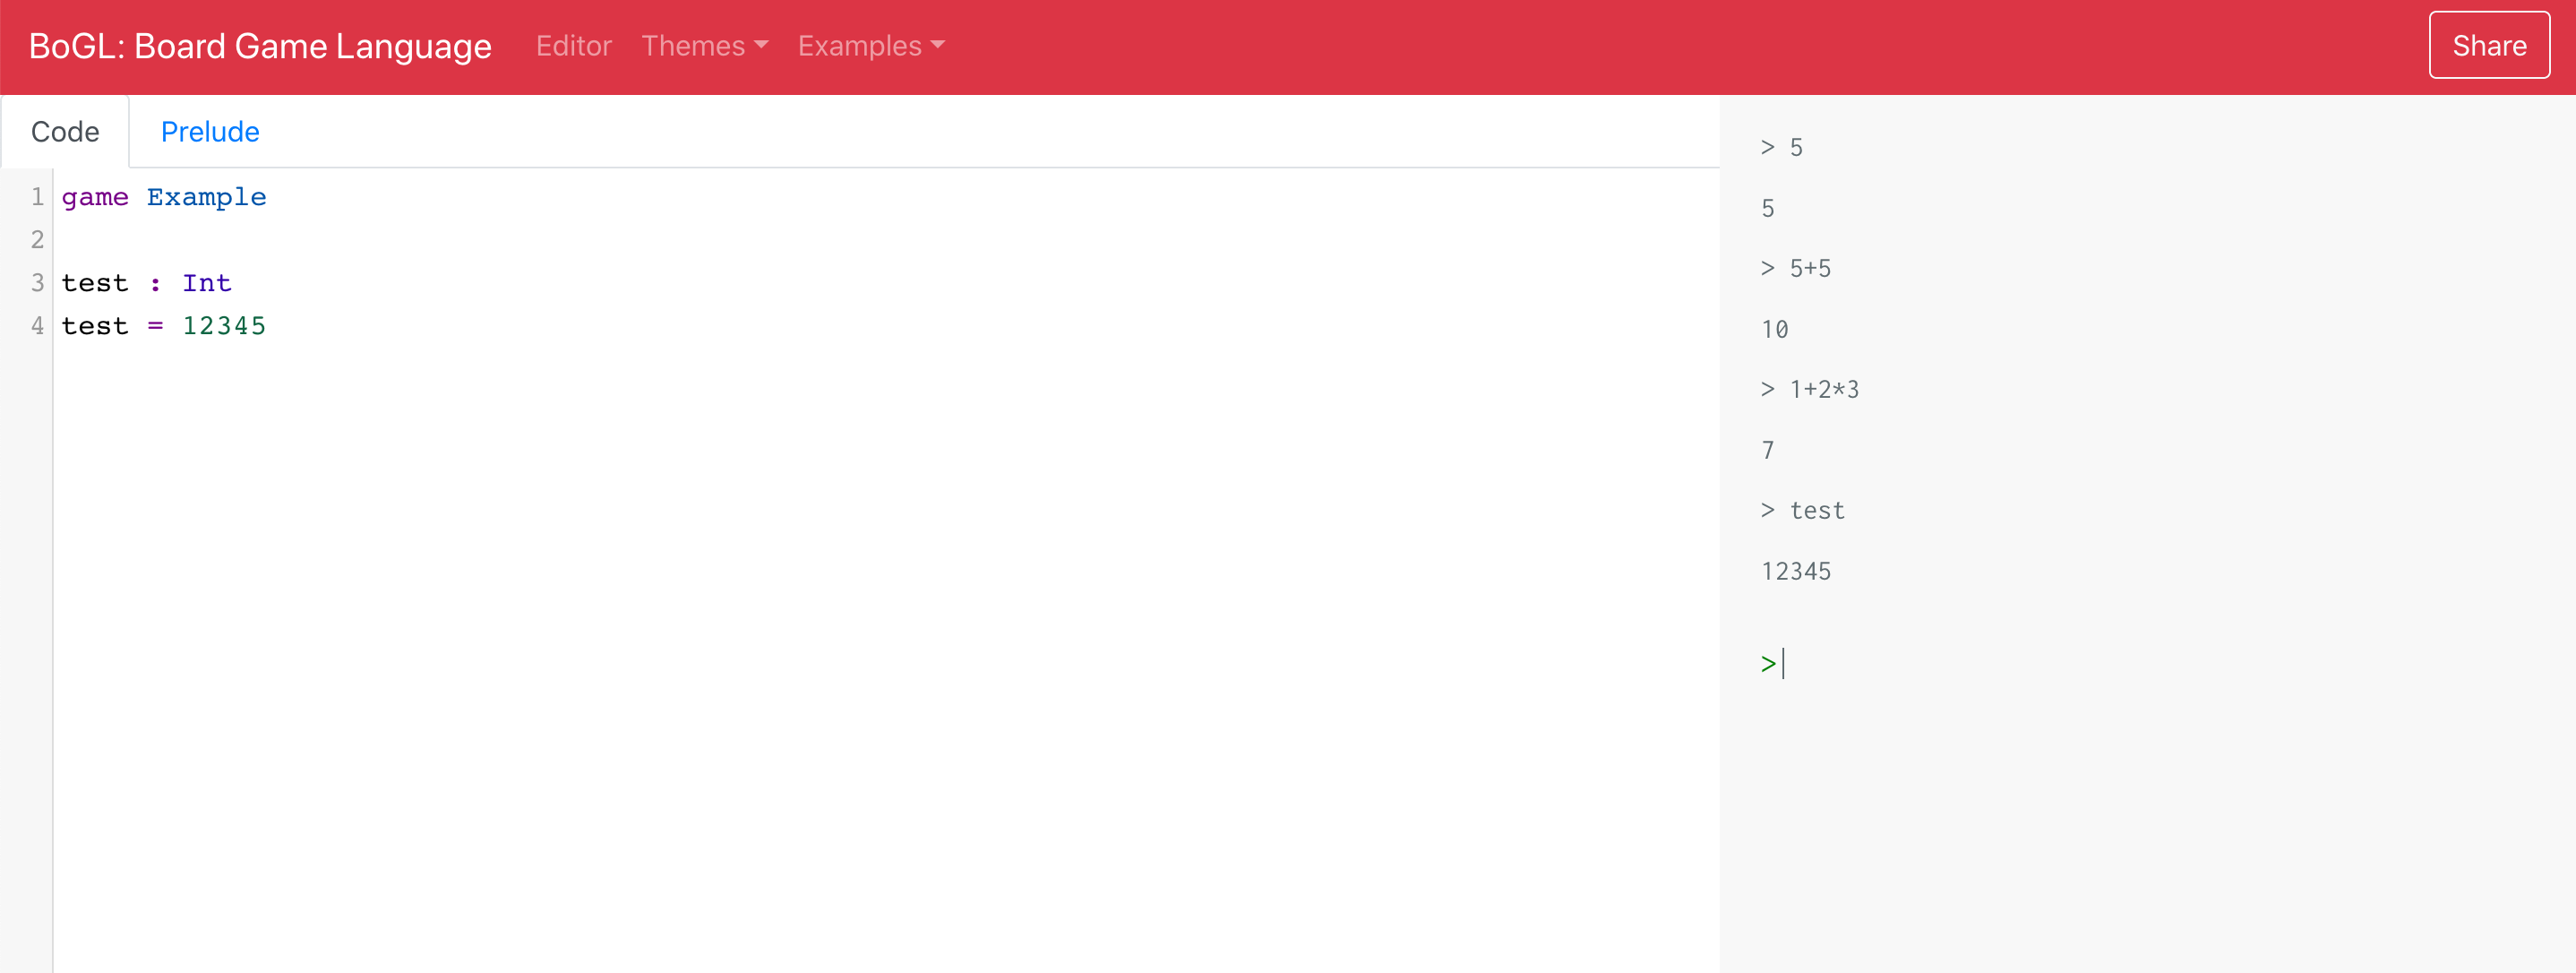 BoGL: Board Game Language Editor Themes Examples Share
Code Prelude
1 game Example
2
3 test : Int
4 test = 12345
> 5
5
> 5+5
10
> 1+2*3
7
> test
12345
>